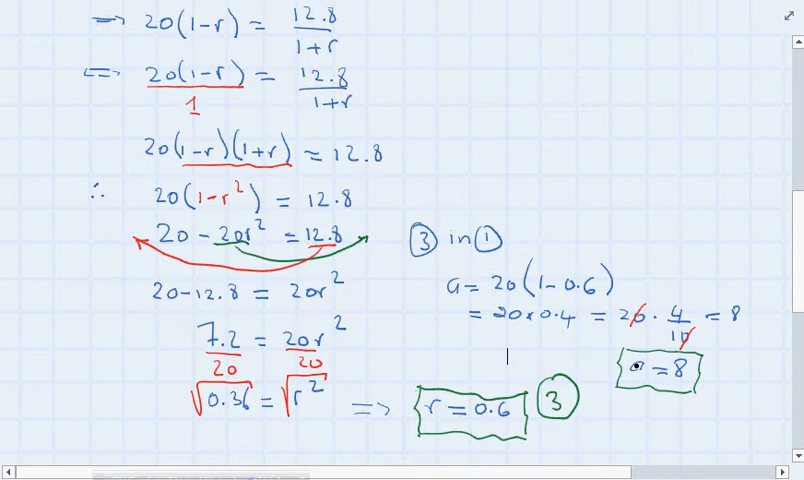 ⟹ 20(1-r) = 12.8/1+r
⟺ 20(1-r)/1 = 12.8/1+r
20(1-r)(1+r) = 12.8
∴ 20(1-r²) = 12.8
20 - 20r² = 12.8
20-12.8 = 20r²
7.2/20 = 20r²/20
√0.36 = √r² ⟹ r = 0.6 ③
③ in ①
a = 20(1-0.6)
= 20×0.4 = 20 · 4/10 = 8
a = 8